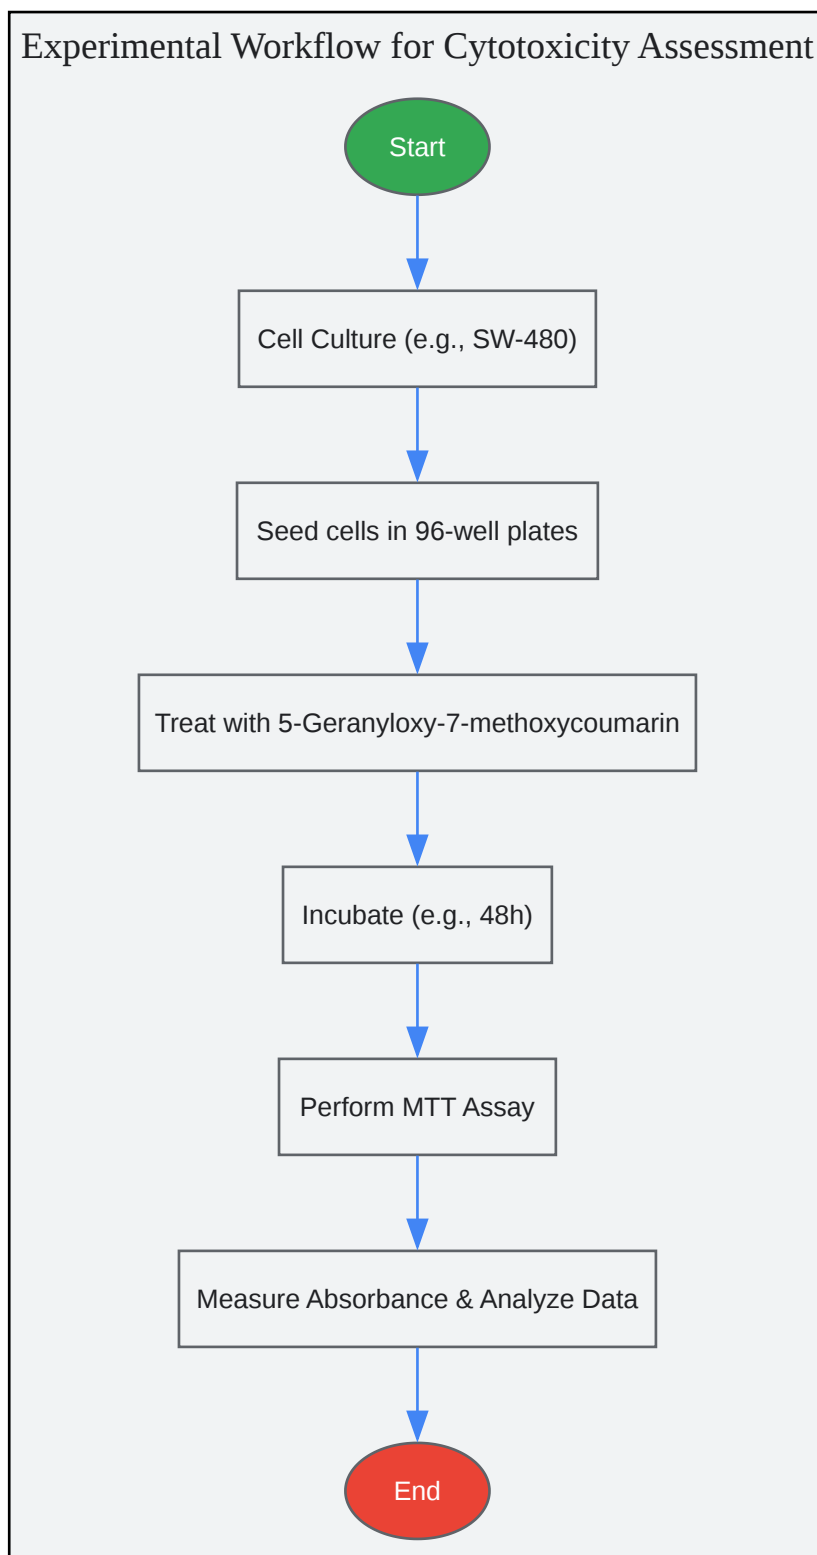 Experimental Workflow for Cytotoxicity Assessment
Start
Cell Culture (e.g., SW-480)
Seed cells in 96-well plates
Treat with 5-Geranyloxy-7-methoxycoumarin
Incubate (e.g., 48h)
Perform MTT Assay
Measure Absorbance & Analyze Data
End